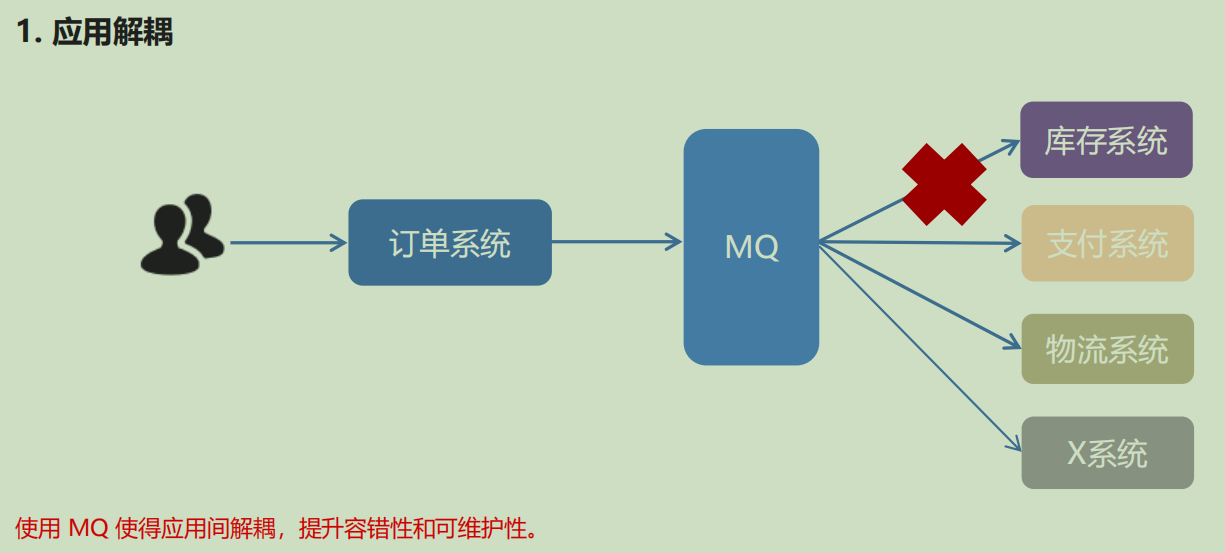 1. 应用解耦
库存系统
订单系统
MQ
支付系统
物流系统
X系统
使用 MQ 使得应用间解耦，提升容错性和可维护性。